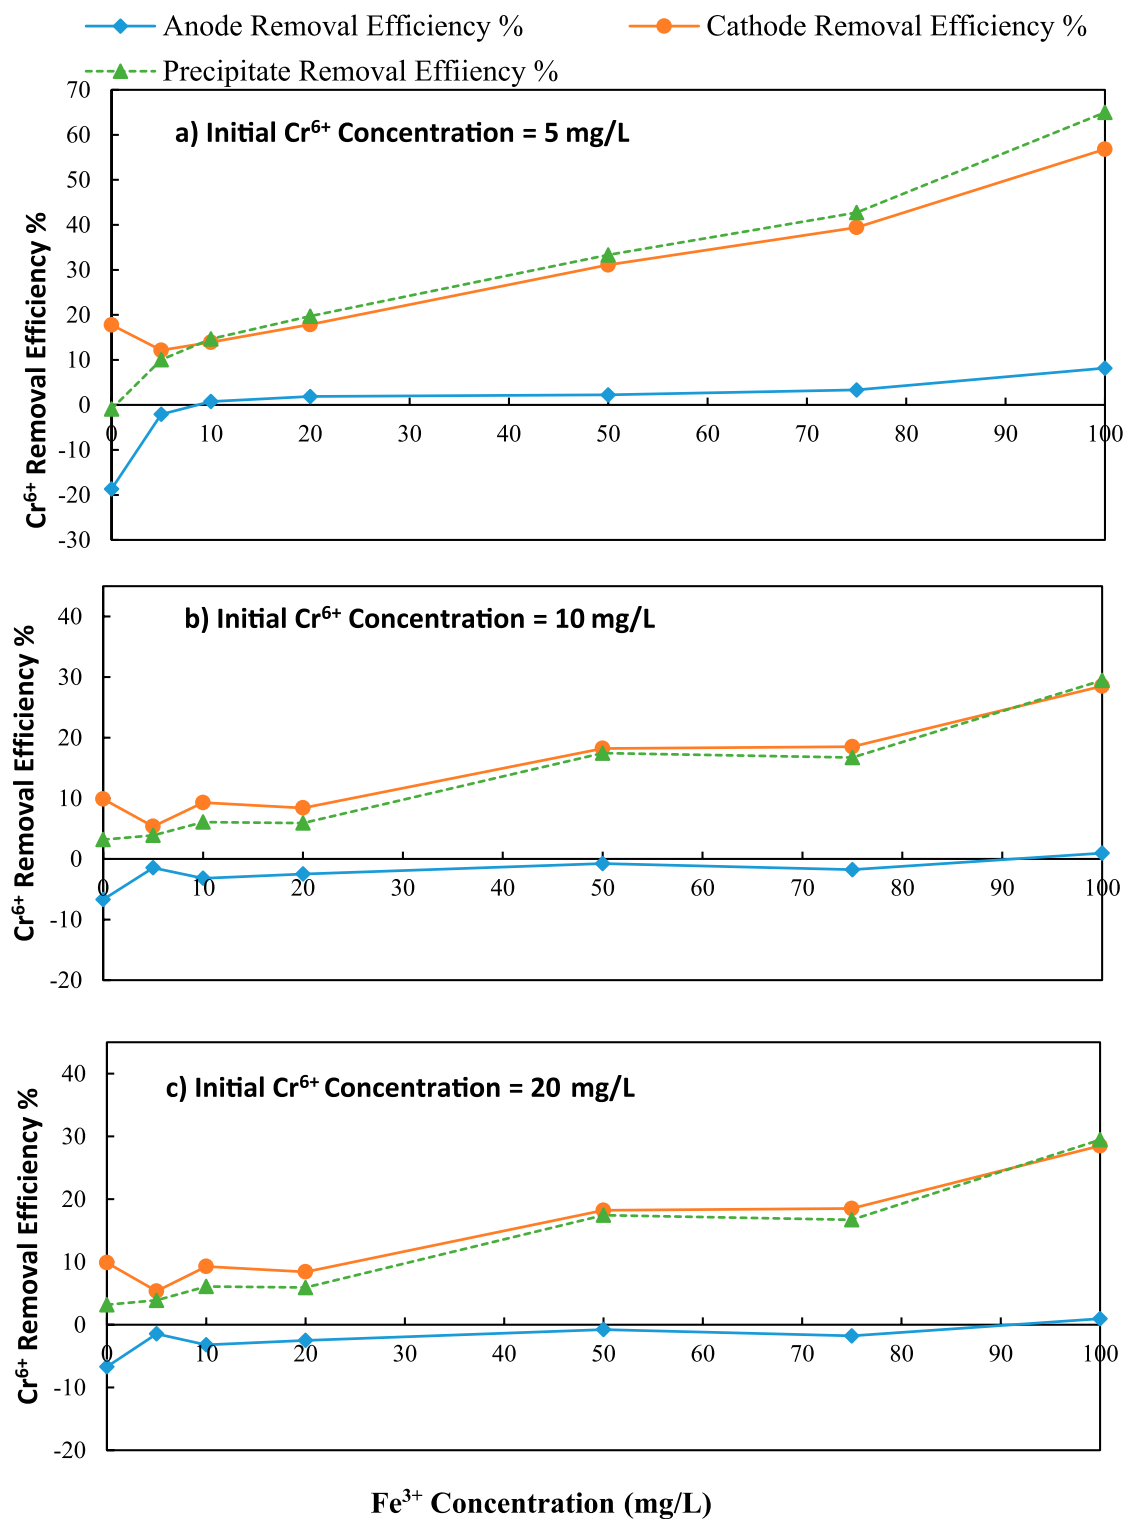 Anode Removal Efficiency %
Cathode Removal Efficiency %
Precipitate Removal Effiiency %
a) Initial Cr⁶⁺ Concentration = 5 mg/L
Cr⁶⁺ Removal Efficiency %
70
60
50
40
30
20
10
0
-10
-20
-30
0 10 20 30 40 50 60 70 80 90 100
b) Initial Cr⁶⁺ Concentration = 10 mg/L
Cr⁶⁺ Removal Efficiency %
40
30
20
10
0
-10
-20
0 10 20 30 40 50 60 70 80 90 100
c) Initial Cr⁶⁺ Concentration = 20 mg/L
Cr⁶⁺ Removal Efficiency %
40
30
20
10
0
-10
-20
0 10 20 30 40 50 60 70 80 90 100
Fe³⁺ Concentration (mg/L)